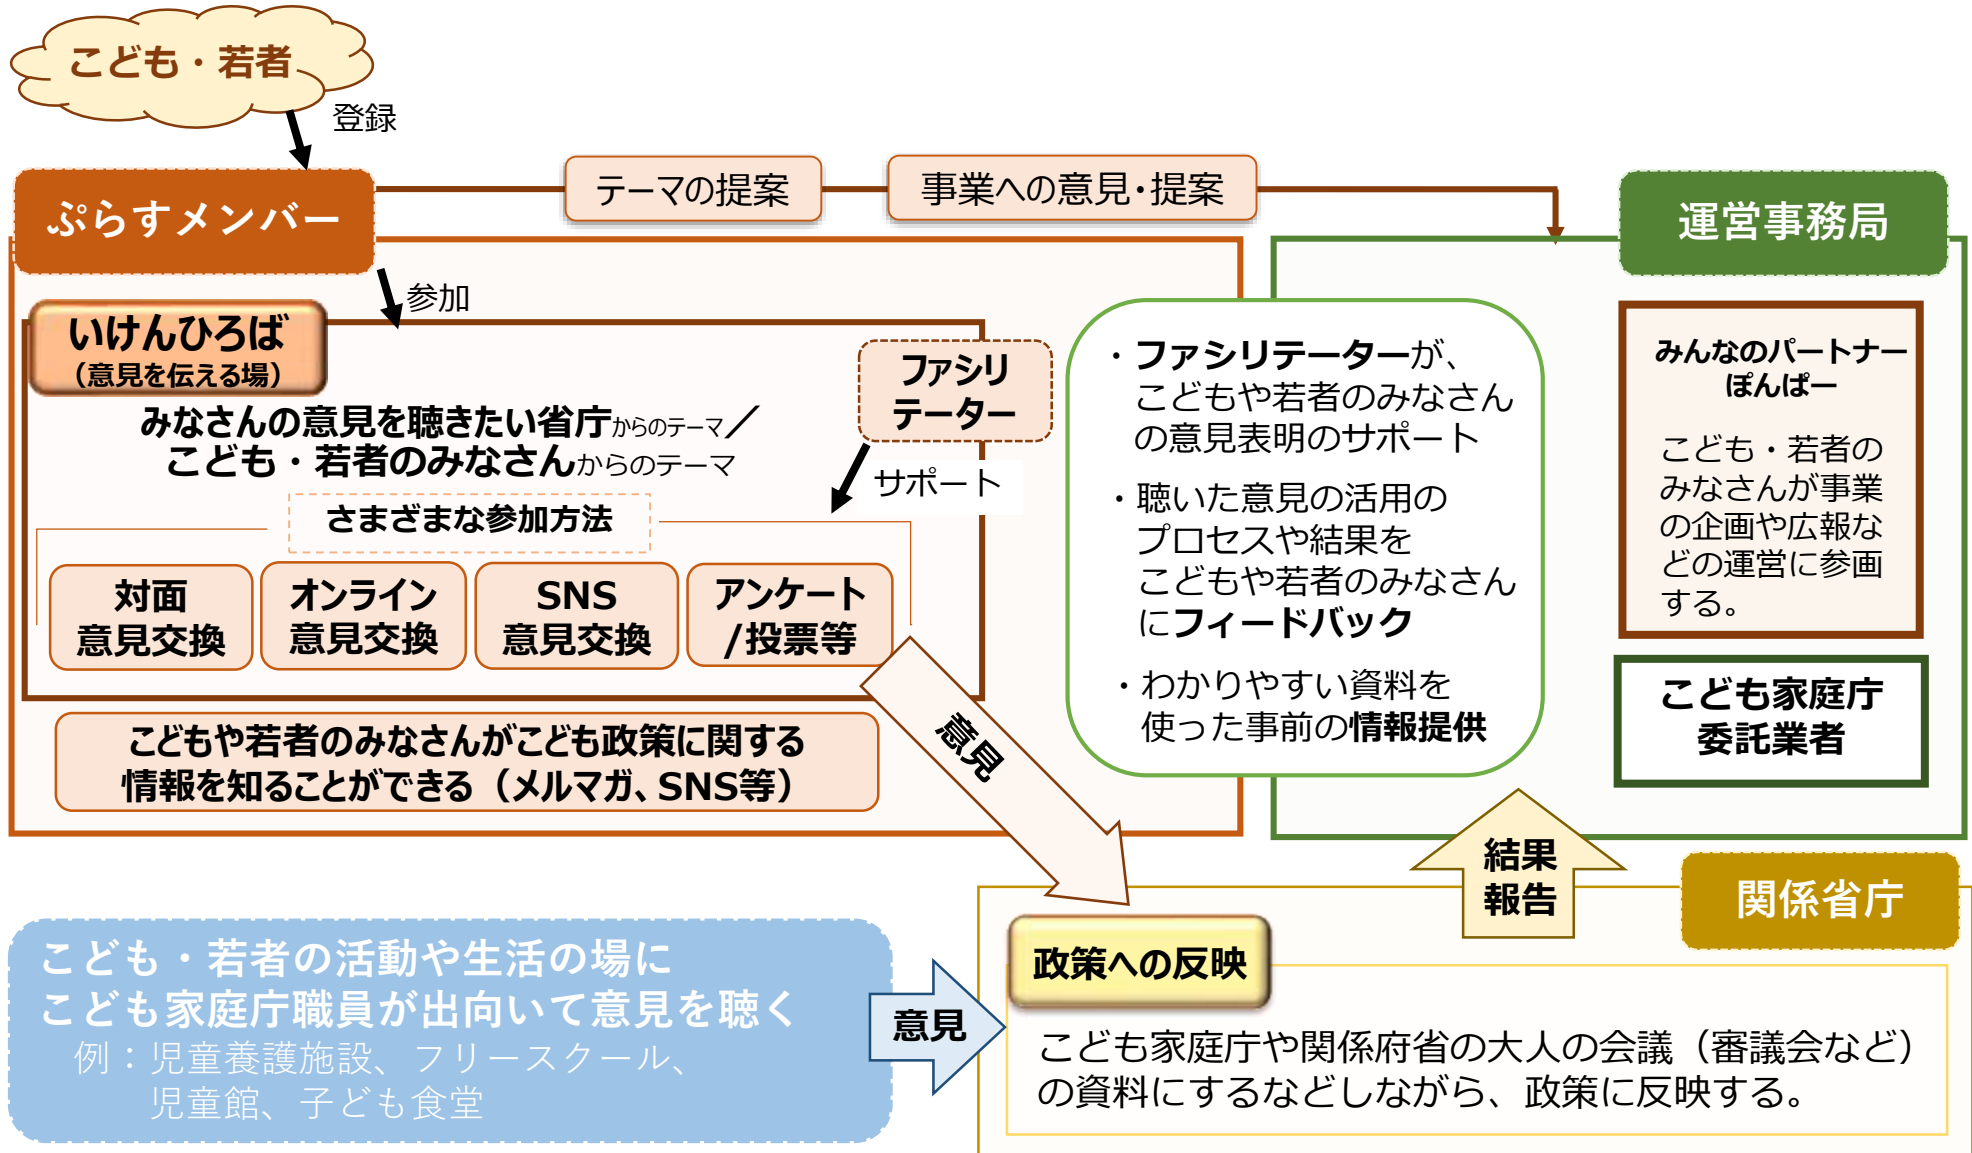 こども・若者
登録
ぷらすメンバー
テーマの提案
事業への意見・提案
運営事務局
参加
いけんひろば
（意見を伝える場）
みなさんの意見を聴きたい省庁からのテーマ／
こども・若者のみなさんからのテーマ
ファシリ
テーター
サポート
さまざまな参加方法
対面
意見交換
オンライン
意見交換
SNS
意見交換
アンケート
/投票等
こどもや若者のみなさんがこども政策に関する
情報を知ることができる（メルマガ、SNS等）
意見
・ファシリテーターが、
こどもや若者のみなさん
の意見表明のサポート
・聴いた意見の活用の
プロセスや結果を
こどもや若者のみなさん
にフィードバック
・わかりやすい資料を
使った事前の情報提供
みんなのパートナー
ぽんぱー
こども・若者の
みなさんが事業
の企画や広報な
どの運営に参画
する。
こども家庭庁
委託業者
結果
報告
関係省庁
こども・若者の活動や生活の場に
こども家庭庁職員が出向いて意見を聴く
例：児童養護施設、フリースクール、
児童館、子ども食堂
意見
政策への反映
こども家庭庁や関係府省の大人の会議（審議会など）
の資料にするなどしながら、政策に反映する。